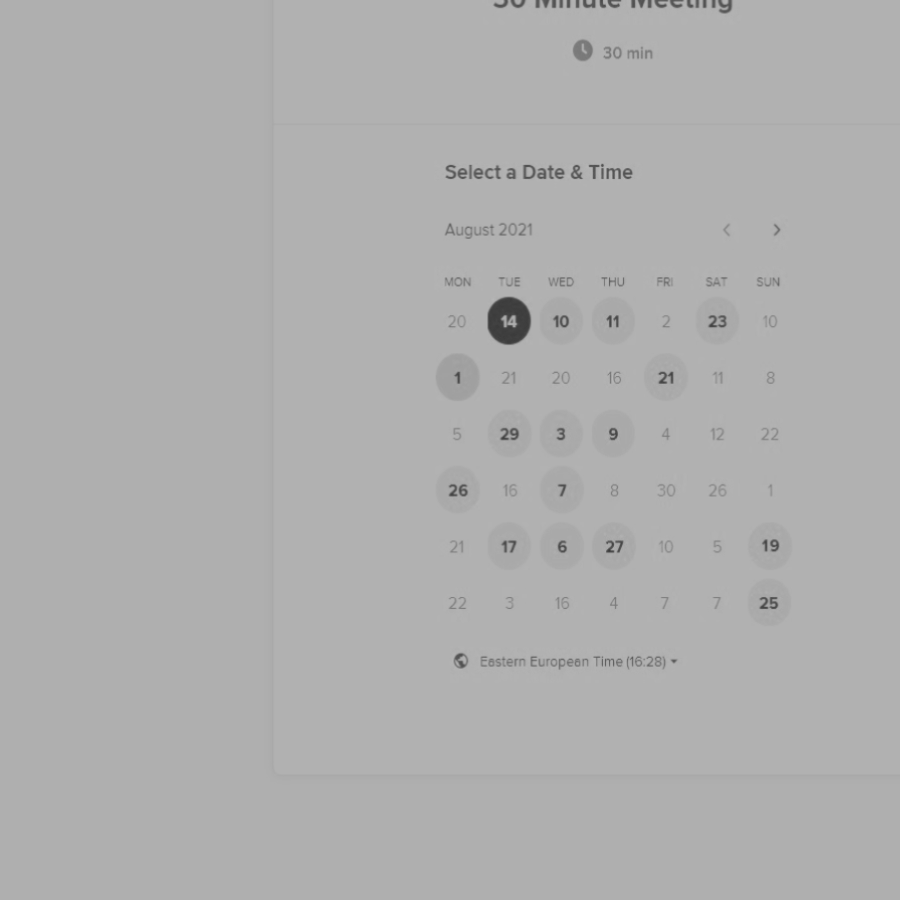 30 Minute Meeting
30 min
Select a Date & Time
August 2021
MON TUE WED THU FRI SAT SUN
20 14 10 11 2 23 10
1 21 20 16 21 11 8
5 29 3 9 4 12 22
26 16 7 8 30 26 1
21 17 6 27 10 5 19
22 3 16 4 7 7 25
Eastern European Time (16:28)